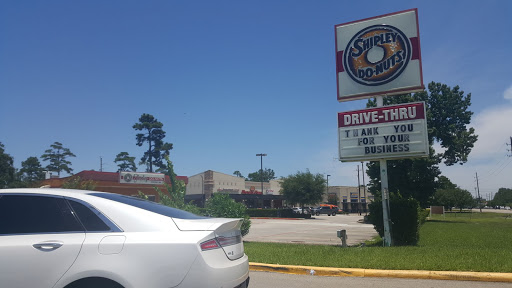 SHIPLEY
DO-NUTS
DRIVE-THRU
THANK YOU
FOR YOUR
BUSINESS